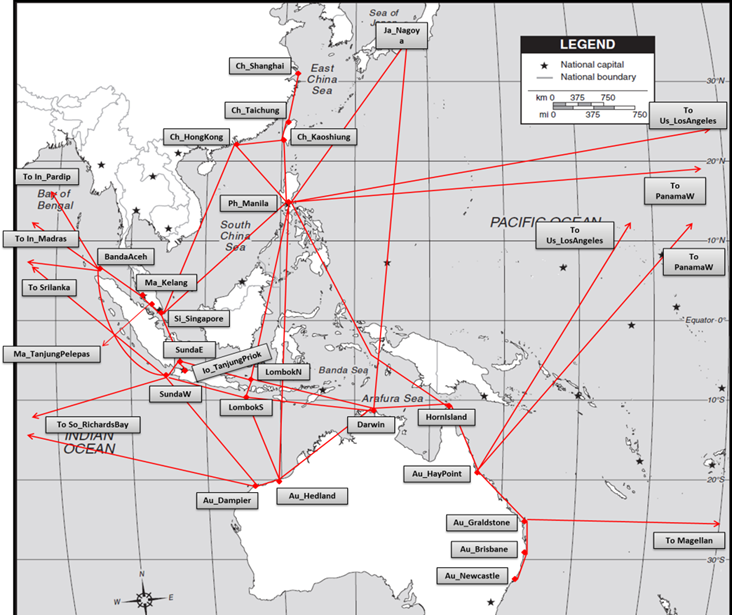 Sea of
Ja_Nagoy
a
LEGEND
National capital
National boundary
km 0 375 750
mi 0 375 750
Ch_Shanghai
East
China
Sea
30°N
Ch_Taichung
To
Us_LosAngeles
Ch_HongKong
Ch_Kaoshiung
20°N
To In_Pardip
To
PanamaW
Bay of
Bengal
Ph_Manila
PACIFIC OCEAN
South
China
Sea
To
Us_LosAngeles
To In_Madras
10°N
BandaAceh
To
PanamaW
To Srilanka
Ma_Kelang
Si_Singapore
Equator 0°
Ma_TanjungPelepas
SundaE
Io_TanjungPriok
LombokN
Banda Sea
SundaW
LombokS
Arafura Sea
10°S
To So_RichardsBay
Darwin
HornIsland
INDIAN
OCEAN
Au_HayPoint
20°S
Au_Dampier
Au_Hedland
Au_Graldstone
To Magellan
Au_Brisbane
30°S
Au_Newcastle
N
W E